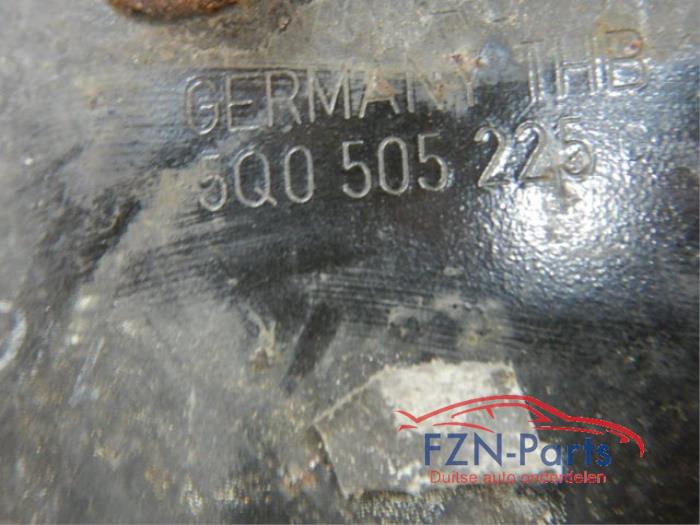 GERMANY THB
5Q0 505 225
FZN-Parts
Duitse auto onderdelen